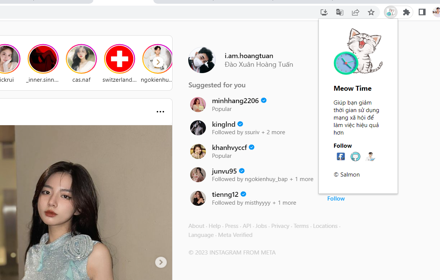 ickrui
_inner.sinn...
cas.naf
switzerland...
ngokienhu...
i.am.hoangtuan
Đào Xuân Hoàng Tuấn
Suggested for you
minhhang2206
Popular
kinglnd
Followed by ssunv + 2 more
khanhvyccf
Popular
junvu95
Followed by ngokienhuy_bap + 1 more
tienng12
Followed by misthyyyy + 1 more
Follow
About · Help · Press · API · Jobs · Privacy · Terms · Locations ·
Language · Meta Verified
© 2023 INSTAGRAM FROM META
Meow Time
Giúp bạn giảm
thời gian sử dụng
mạng xã hội để
làm việc hiệu quả
hơn
Follow
© Salmon